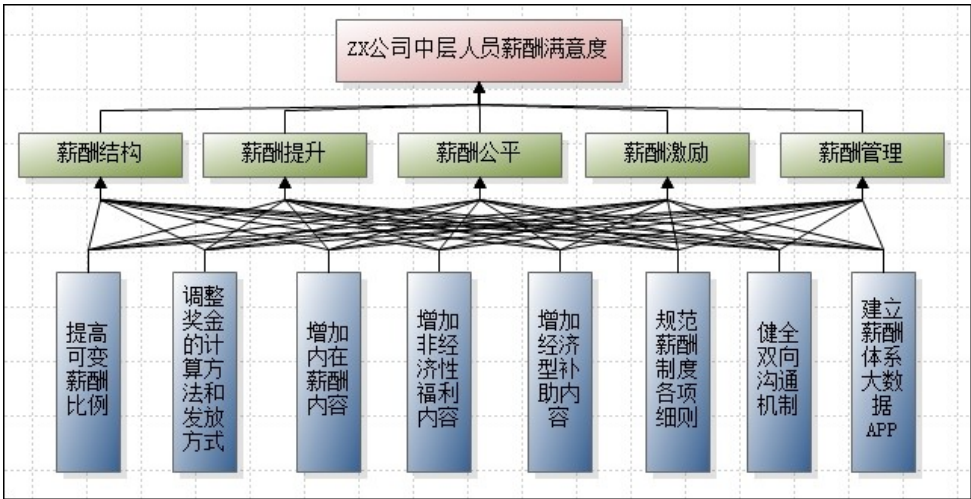 ZX公司中层人员薪酬满意度
薪酬结构
薪酬提升
薪酬公平
薪酬激励
薪酬管理
提高
可变
薪酬
比例
调整
奖金
的计
算方
法和
发放
方式
增加
内在
薪酬
内容
增加
非经
济性
福利
内容
增加
经济
型补
助内
容
规范
薪酬
制度
各项
细则
健全
双向
沟通
机制
建立
薪酬
体系
大数
据
APP